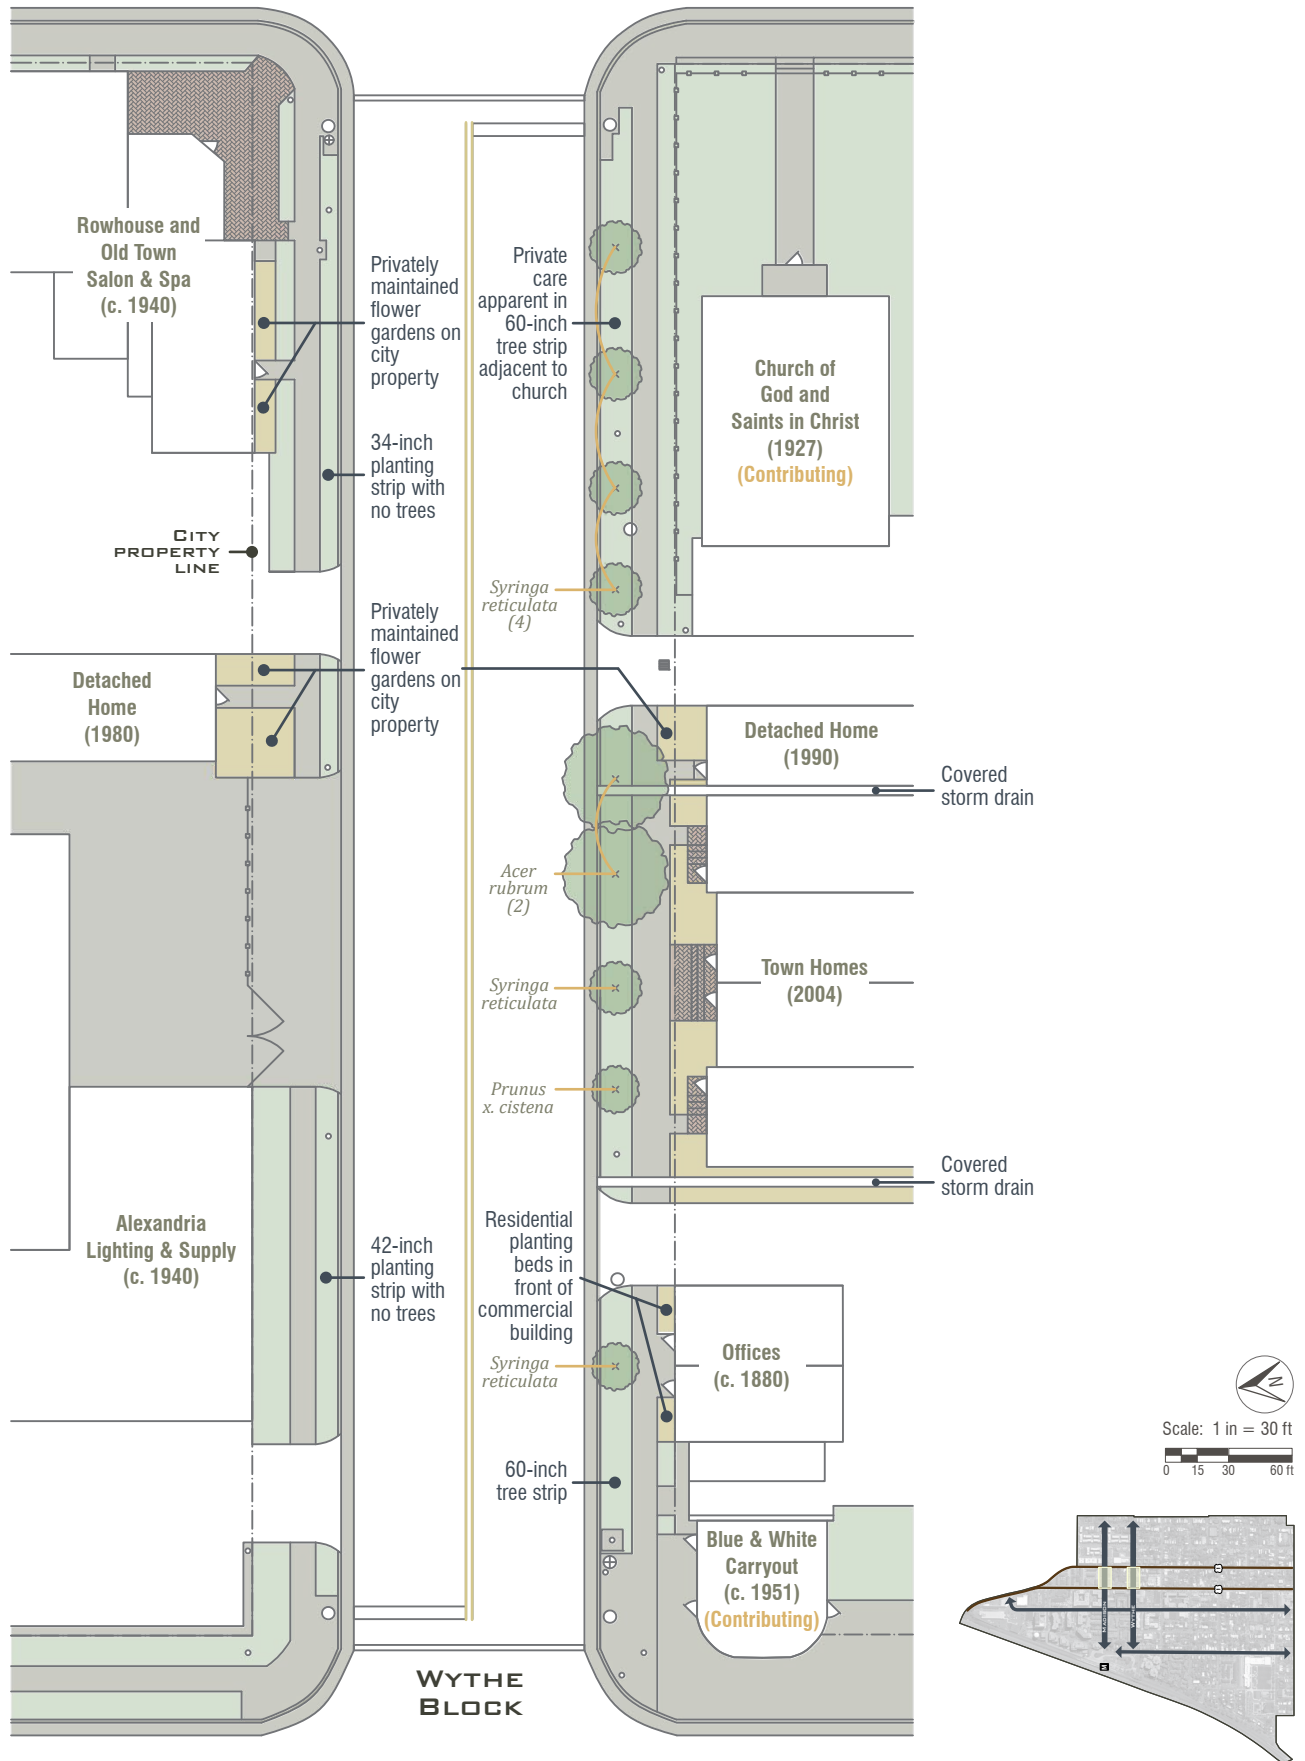 Rowhouse and
Old Town
Salon & Spa
(c. 1940)
Privately
maintained
flower
gardens on
city
property
Private
care
apparent in
60-inch
tree strip
adjacent to
church
Church of
God and
Saints in Christ
(1927)
(Contributing)
34-inch
planting
strip with
no trees
CITY
PROPERTY
LINE
Syringa
reticulata
(4)
Privately
maintained
flower
gardens on
city
property
Detached
Home
(1980)
Detached Home
(1990)
Covered
storm drain
Acer
rubrum
(2)
Syringa
reticulata
Town Homes
(2004)
Prunus
x. cistena
Covered
storm drain
Alexandria
Lighting & Supply
(c. 1940)
42-inch
planting
strip with
no trees
Residential
planting
beds in
front of
commercial
building
Syringa
reticulata
Offices
(c. 1880)
60-inch
tree strip
Blue & White
Carryout
(c. 1951)
(Contributing)
WYTHE
BLOCK
N
Scale: 1 in = 30 ft
0 15 30 60 ft
WYTHE
M